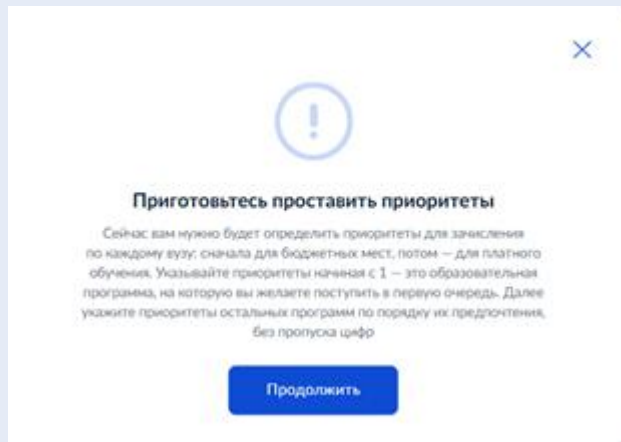 Приготовьтесь проставить приоритеты
Сейчас вам нужно будет определить приоритеты для зачисления
по каждому вузу: сначала для бюджетных мест, потом — для платного
обучения. Указывайте приоритеты начиная с 1 — это образовательная
программа, на которую вы желаете поступить в первую очередь. Далее
укажите приоритеты остальных программ по порядку их предпочтения,
без пропуска цифр
Продолжить